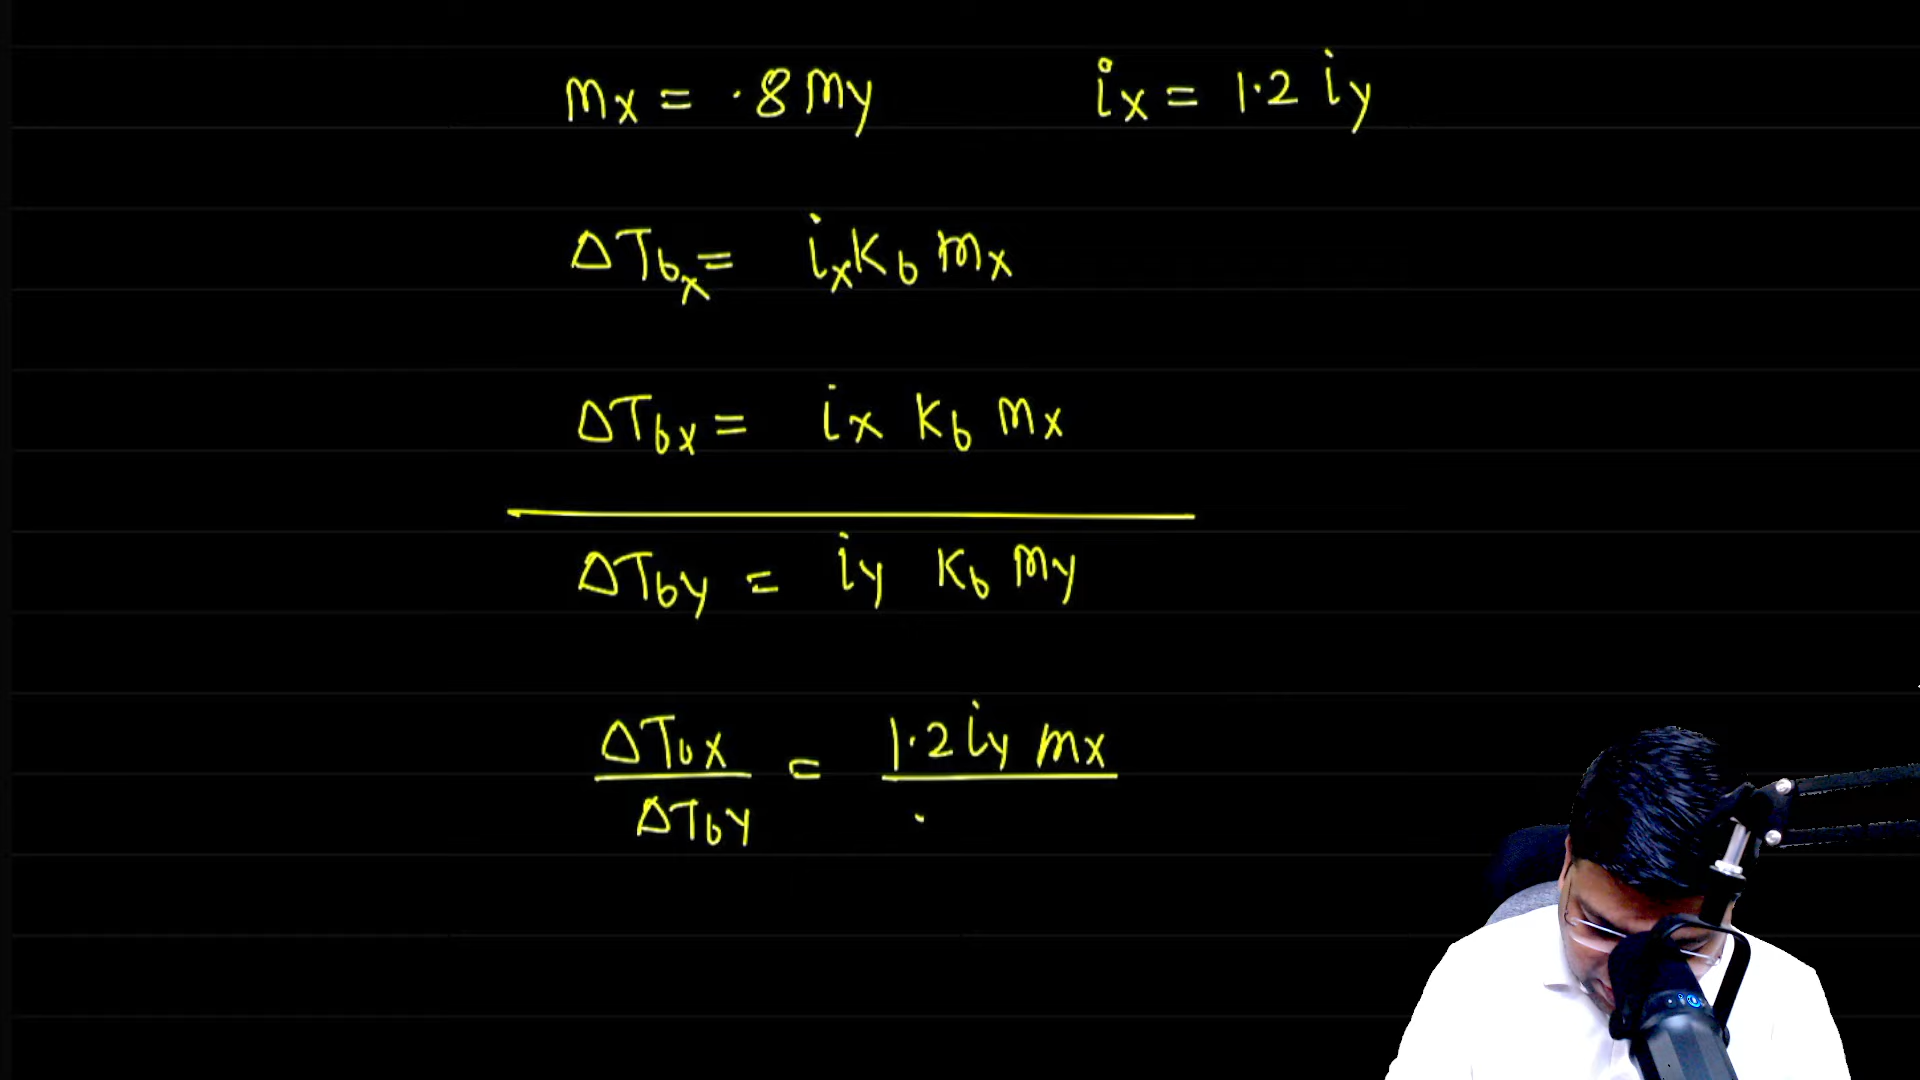 mx = .8 my ix = 1.2 iy
ΔTbx = ix Kb mx
ΔTbx = ix Kb mx
ΔTby = iy Kb my
ΔTbx = 1.2 iy mx
ΔTby .